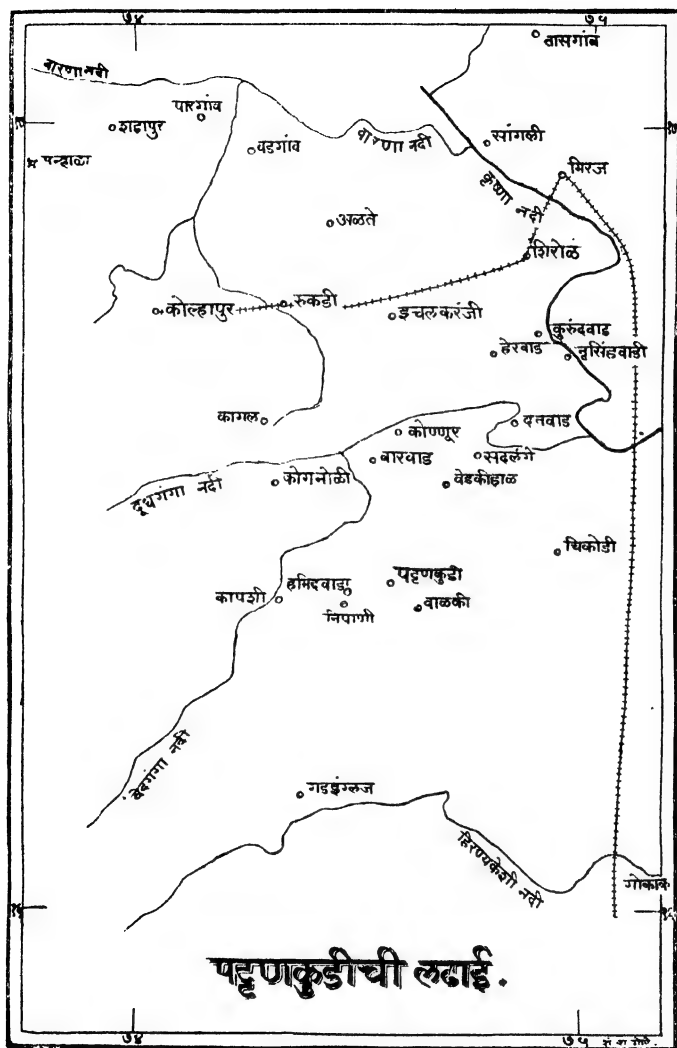 ७४
७५
तासगांव
वारणा नदी
पारगांव
शहापुर
सांगली
पन्हाळा
वडगांव
वारणा नदी
मिरज
कृष्णा नदी
अळते
शिरोळ
कोल्हापुर
रुकडी
इचलकरंजी
कुरुंदवाड
हेरवाड
नृसिंहवाडी
कागल
दतवाड
कोण्णूर
बारवाड
सदलगे
दूधगंगा नदी
फोगनोळी
वेडकीहाळ
चिकोडी
पट्टणकुडी
हमिदवाडा
कापशी
निपाणी
वाळकी
वेदगंगा नदी
गडइंग्लज
हिरण्यकेशी नदी
गोकाक
पट्टणकुडीची लढाई.
७४
७५